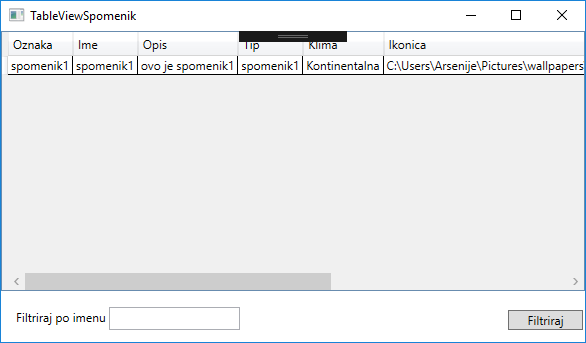 TableViewSpomenik
Oznaka Ime Opis Tip Klima Ikonica
spomenik1 spomenik1 ovo je spomenik1 spomenik1 Kontinentalna C:\Users\Arsenije\Pictures\wallpapers
Filtriraj po imenu Filtriraj